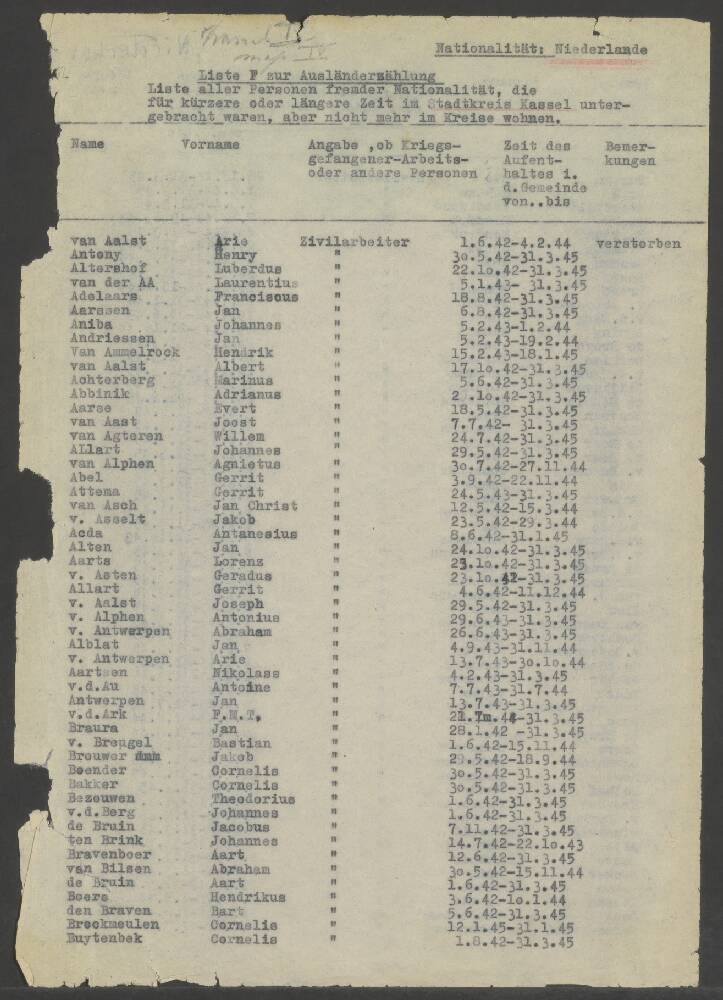 Nationalität: Niederlande
Liste F zur Ausländerzählung
Liste aller Personen fremder Nationalität, die
für kürzere oder längere Zeit im Stadtkreis Kassel unter-
gebracht waren, aber nicht mehr im Kreise wohnen.
Name Vorname Angabe ,ob Kriegs- Zeit des Bemer-
gefangener-Arbeits- Aufent- kungen
oder andere Personen haltes i.
d.Gemeinde
von..bis
van Aalst Arie Zivilarbeiter 1.6.42-4.2.44 verstorben
Antony Henry " 30.5.42-31.3.45
Altershof Luberdus " 22.10.42-31.3.45
van der AA Laurentius " 5.1.43- 31.3.45
Adelaars Franciscus " 18.8.42-31.3.45
Aarssen Jan " 6.8.42-31.3.45
Aniba Johannes " 5.2.43-1.2.44
Andriessen Jan " 5.2.43-19.2.44
Van Ammelrock Hendrik " 15.2.43-18.1.45
van Aalst Albert " 17.10.42-31.3.45
Achterberg Marinus " 5.6.42-31.3.45
Abbinik Adrianus " .10.42-31.3.45
Aarse Evert " 18.5.42-31.3.45
van Aast Joost " 7.7.42- 31.3.45
van Agteren Willem " 24.7.42-31.3.45
ALlart Johannes " 29.5.42-31.3.45
van Alphen Agnietus " 30.7.42-27.11.44
Abel Gerrit " 3.9.42-22.11.44
Attema Gerrit " 24.5.43-31.3.45
van Asch Jan Christ " 12.5.42-15.3.44
v. Asselt Jakob " 23.5.42-29.3.44
Acda Antanesius " 8.6.42-31.1.45
Alten Jan " 24.10.42-31.3.45
Aarts Lorenz " 23.10.42-31.3.45
v. Asten Geradus " 23.10.42-31.3.45
Allart Gerrit " 4.6.42-11.12.44
v. Aalst Joseph " 29.5.42-31.3.45
v. Alphen Antonius " 29.6.43-31.3.45
v. Antwerpen Abraham " 26.6.43-31.3.45
Alblat Jan " 4.9.43-31.11.44
v. Antwerpen Arie " 13.7.43-30.10.44
Aartsen Nikolass " 4.2.43-31.3.45
v.d.Au Antoine " 7.7.43-31.7.44
Antwerpen Jan " 13.7.43-31.3.45
v.d.Ark F.M.T. " 31.3.45
Braura Jan " 28.1.42 -31.3.45
v. Breugel Bastian " 1.6.42-15.11.44
Brouwer Jakob " 29.5.42-18.9.44
Boender Cornelis " 30.5.42-31.3.45
Bakker Cornelis " 30.5.42-31.3.45
Bezouwen Theodorius " 1.6.42-31.3.45
v.d.Berg Johannes " 1.6.42-31.3.45
de Bruin Jacobus " 7.11.42-31.3.45
ten Brink Johannes " 14.7.42-22.10.43
Bravenboer Aart " 12.6.42-31.3.45
van Bilsen Abraham " 30.5.42-15.11.44
de Bruin Aart " 1.6.42-31.3.45
Boers Hendrikus " 3.6.42-10.1.44
den Braven Bart " 5.6.42-31.3.45
Brockmeulen Cornelis " 12.1.45-31.1.45
Buytenbek Cornelis " 1.8.42-31.3.45